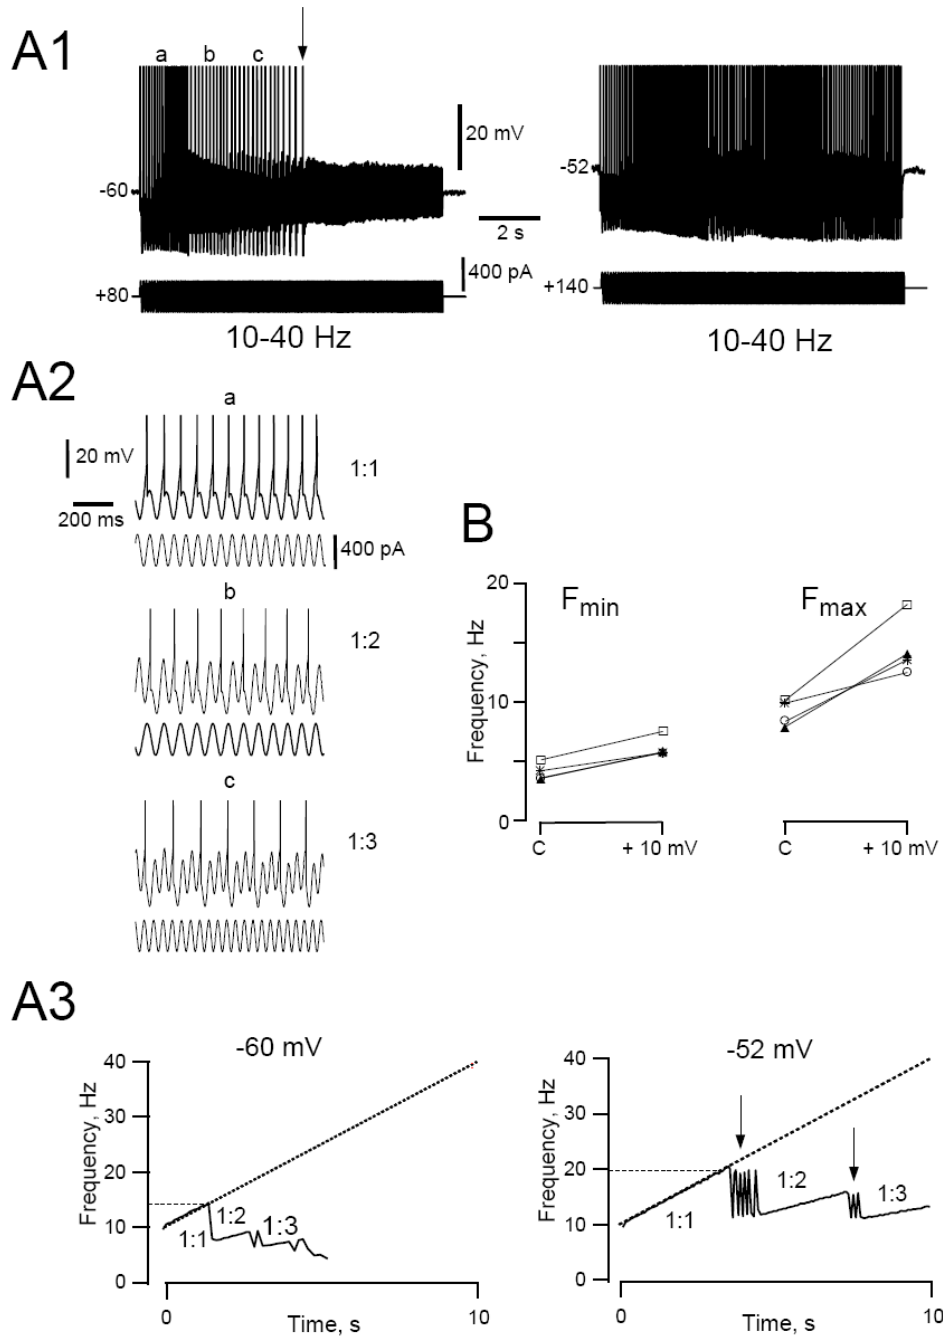 A1
a b c
-60
20 mV
-52
2 s
400 pA
+80
+140
10-40 Hz
10-40 Hz
A2
a
20 mV
1:1
200 ms
400 pA
b
1:2
c
1:3
B
20
F min
F max
10
Frequency, Hz
0
C + 10 mV
C + 10 mV
A3
-60 mV
40
30
20
10
0
Frequency, Hz
1:1
1:2
1:3
0
10
Time, s
-52 mV
40
30
20
10
0
Frequency, Hz
1:1
1:2
1:3
0
10
Time, s